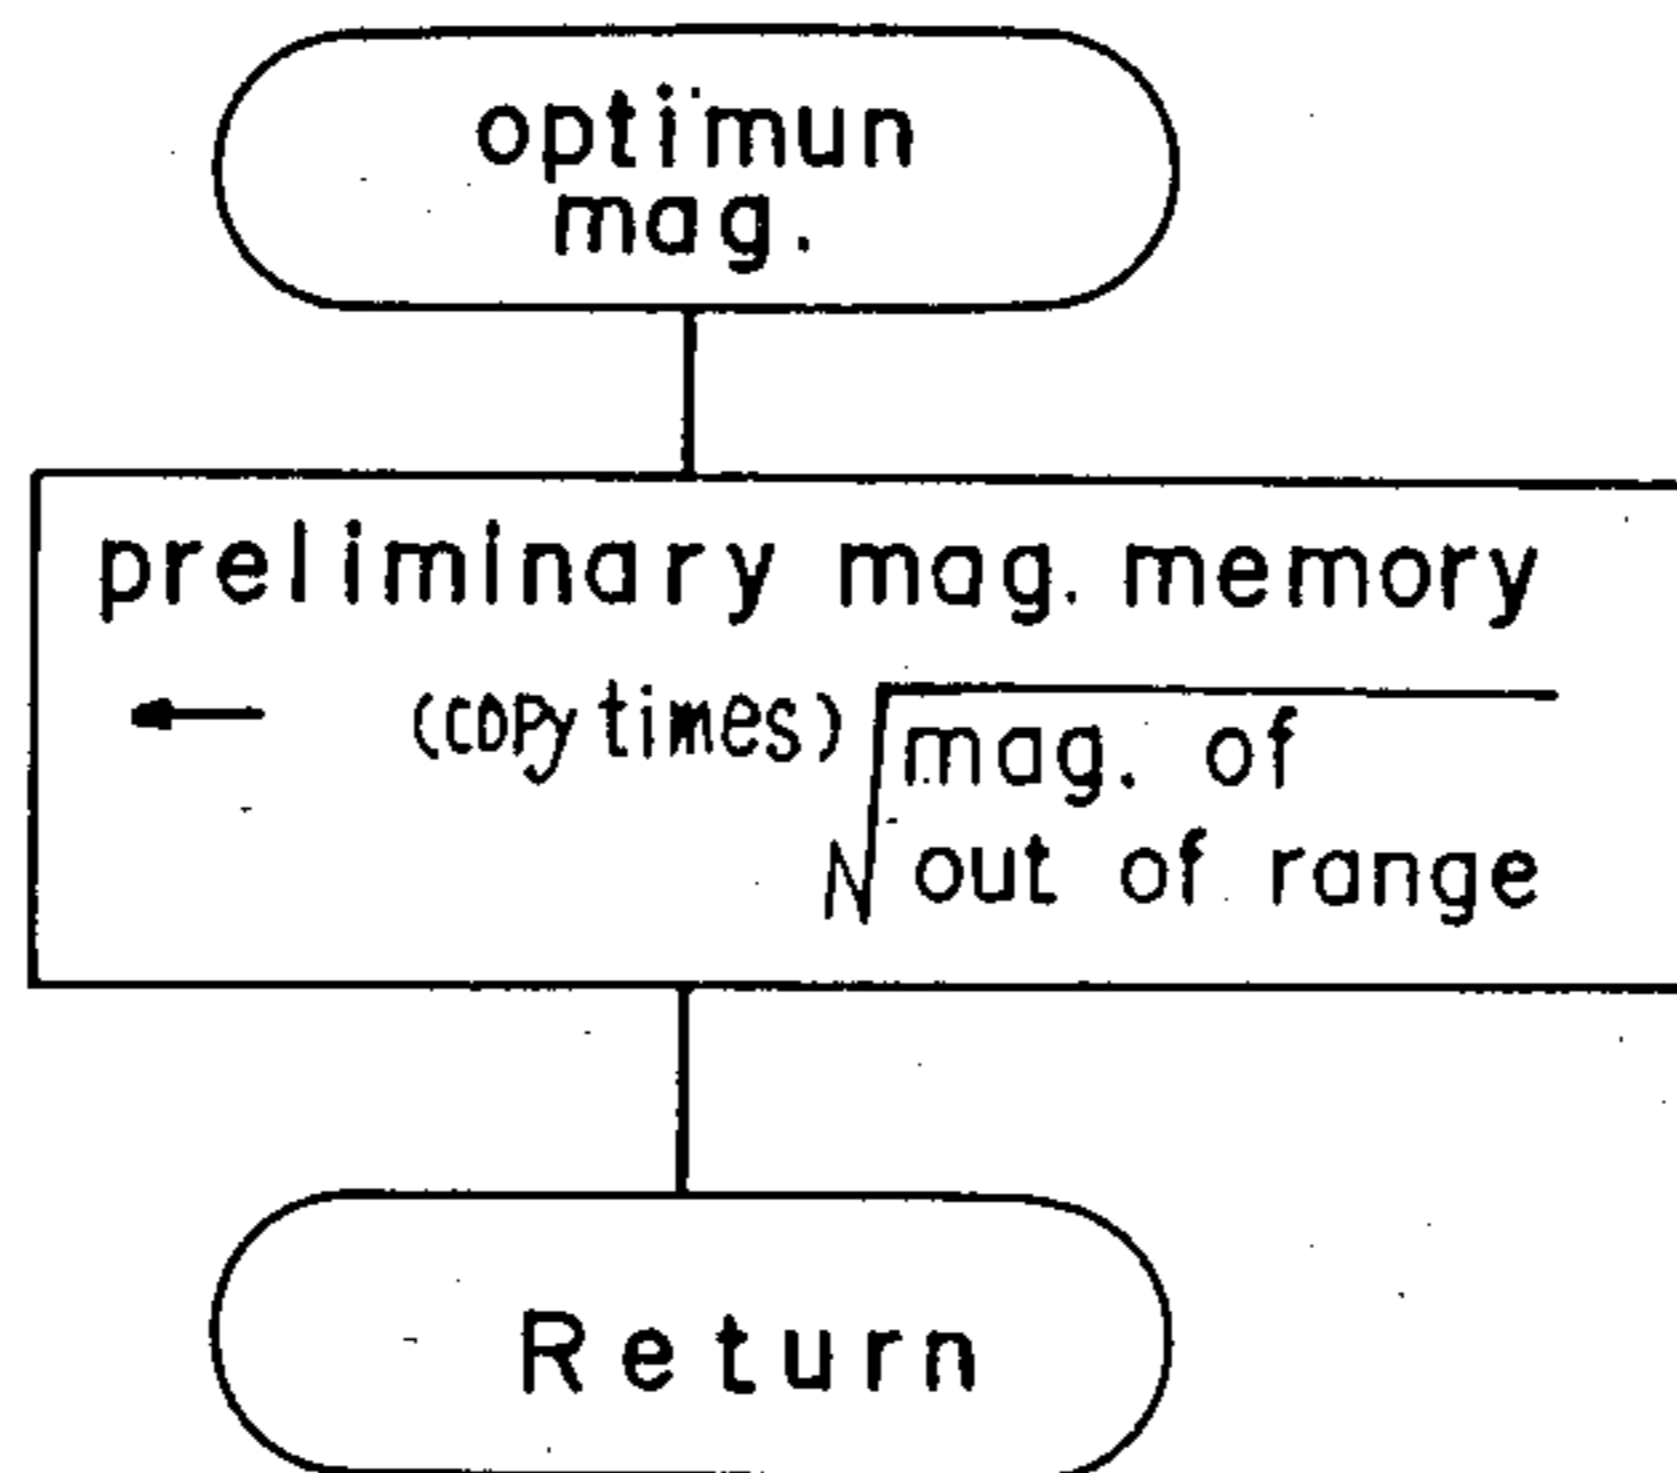 optimun
mag.
preliminary mag. memory
← (copy times)√mag. of
out of range
Return